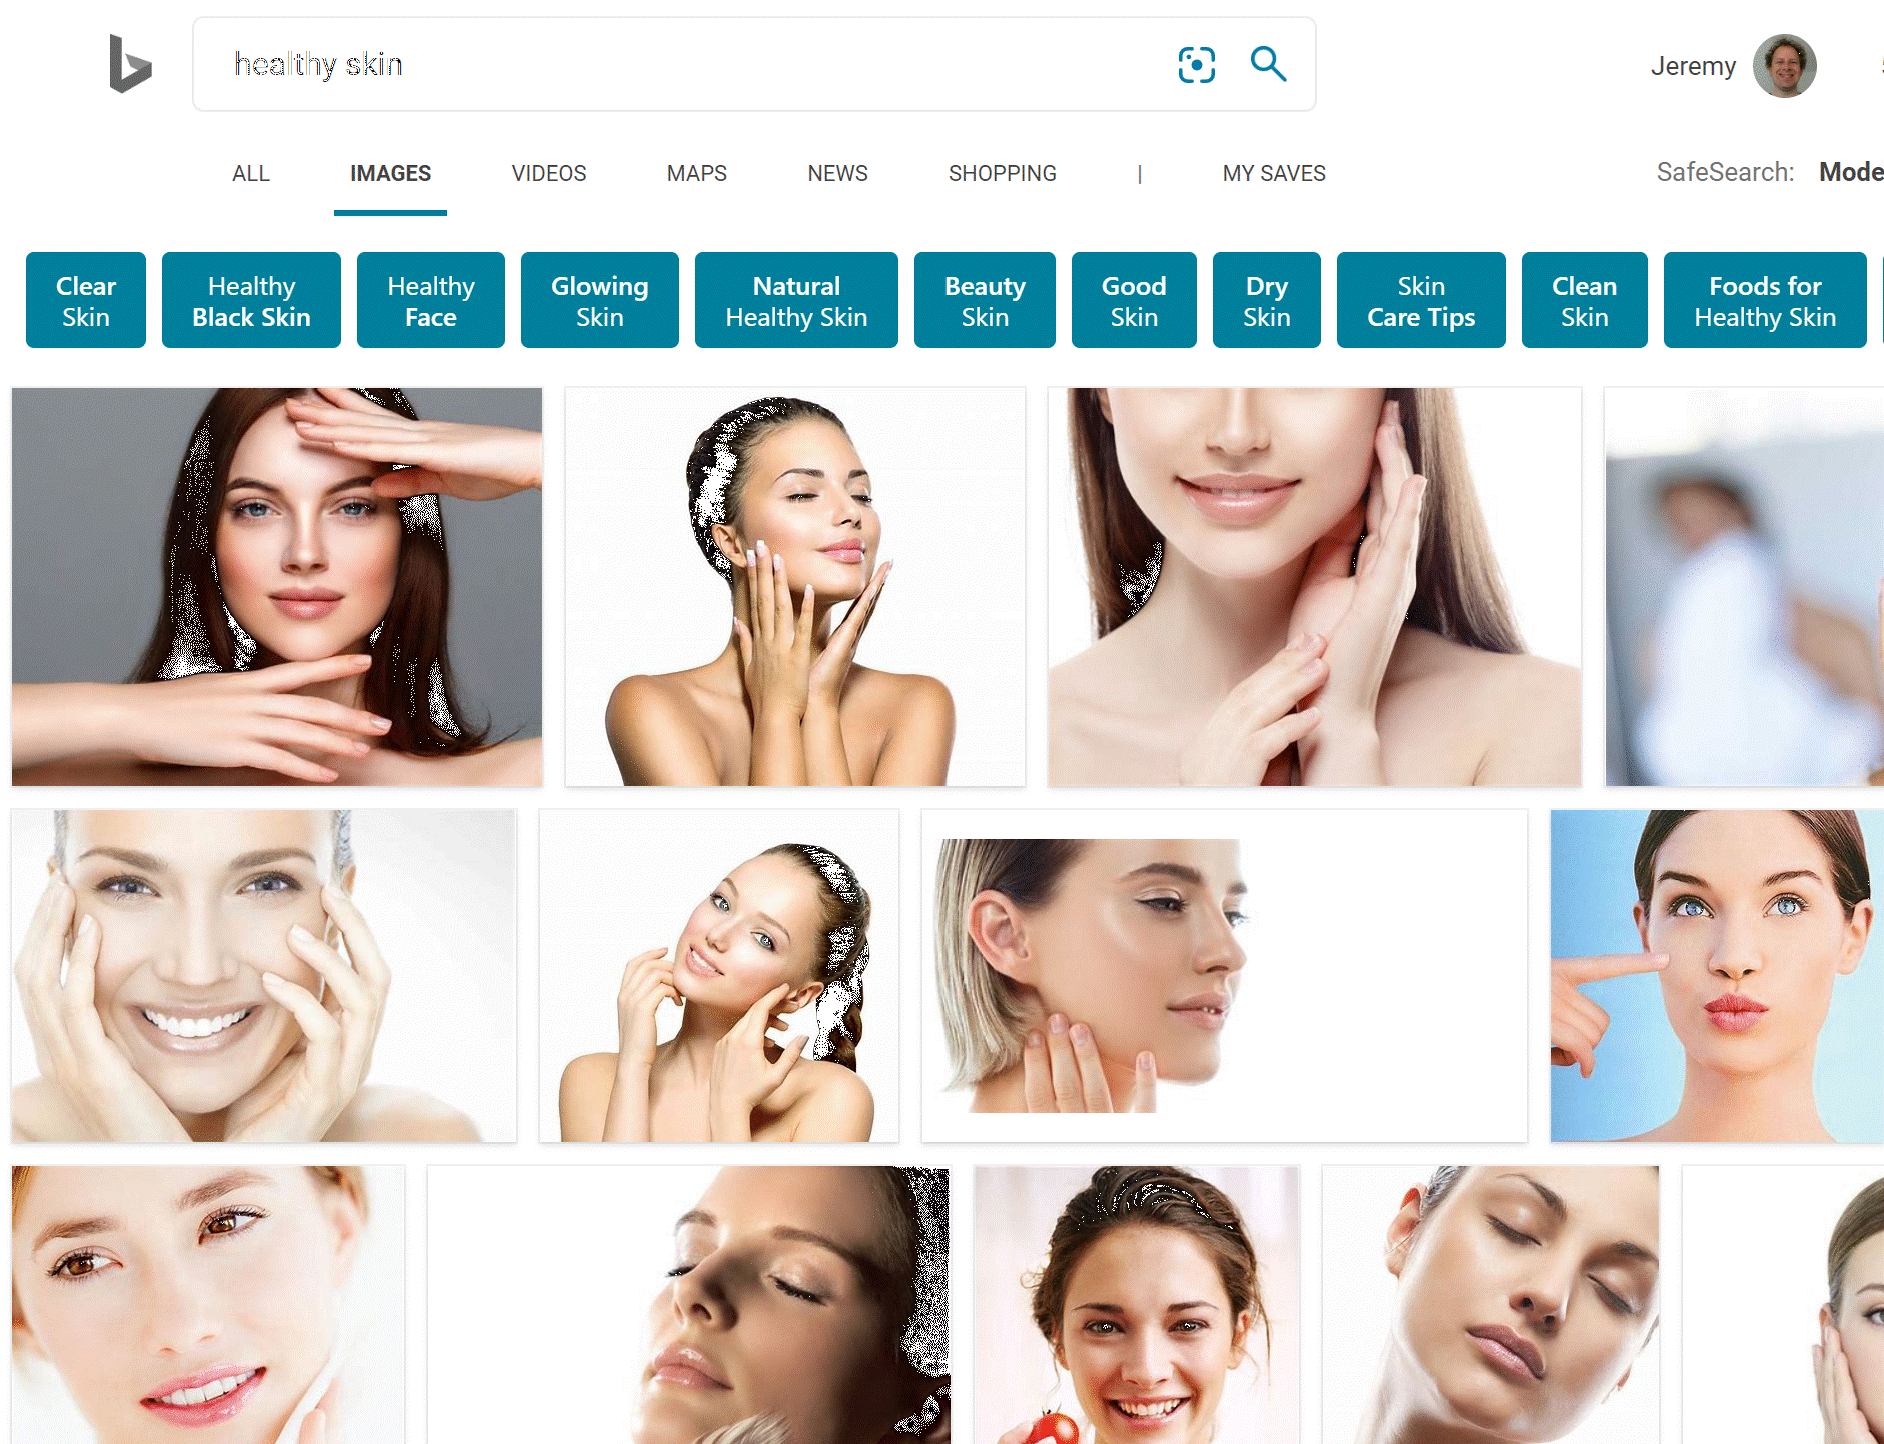 healthy skin
Jeremy
ALL IMAGES VIDEOS MAPS NEWS SHOPPING | MY SAVES
SafeSearch: Mode
Clear
Skin
Healthy
Black Skin
Healthy
Face
Glowing
Skin
Natural
Healthy Skin
Beauty
Skin
Good
Skin
Dry
Skin
Skin
Care Tips
Clean
Skin
Foods for
Healthy Skin